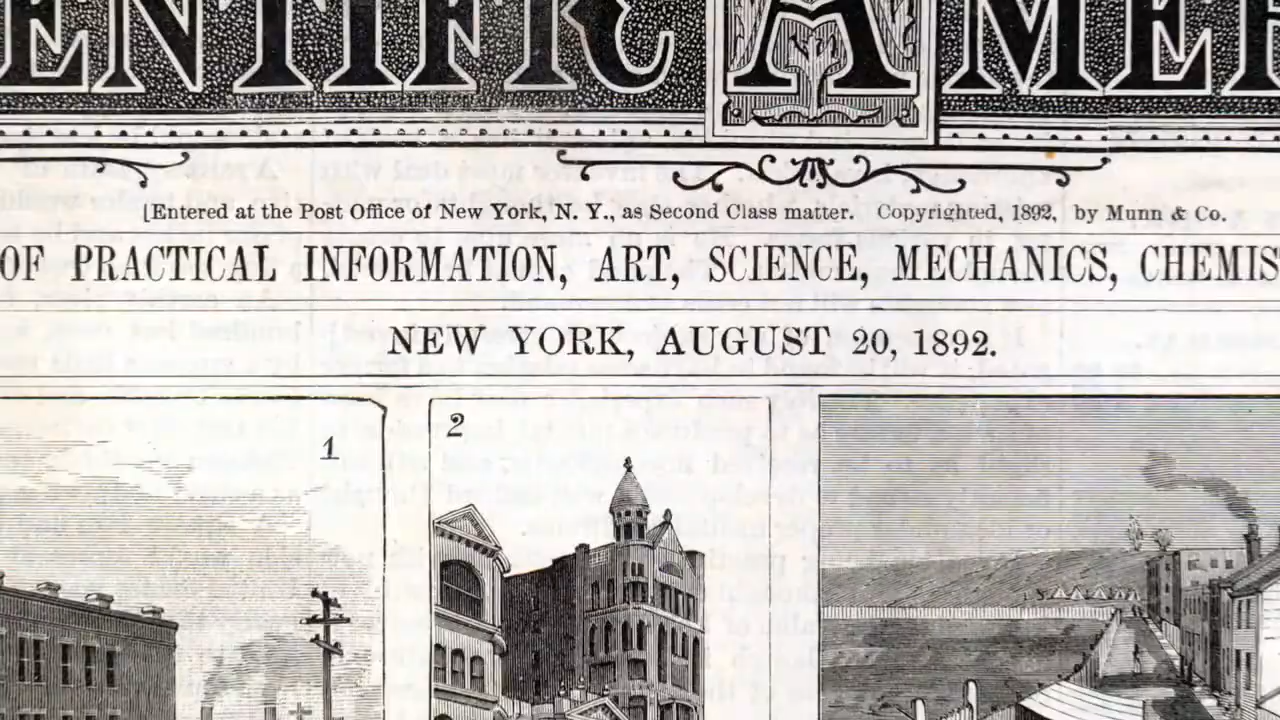 ENTIFIC AMER
[Entered at the Post Office of New York, N. Y., as Second Class matter. Copyrighted, 1892, by Munn & Co.
OF PRACTICAL INFORMATION, ART, SCIENCE, MECHANICS, CHEMIS
NEW YORK, AUGUST 20, 1892.
1
2